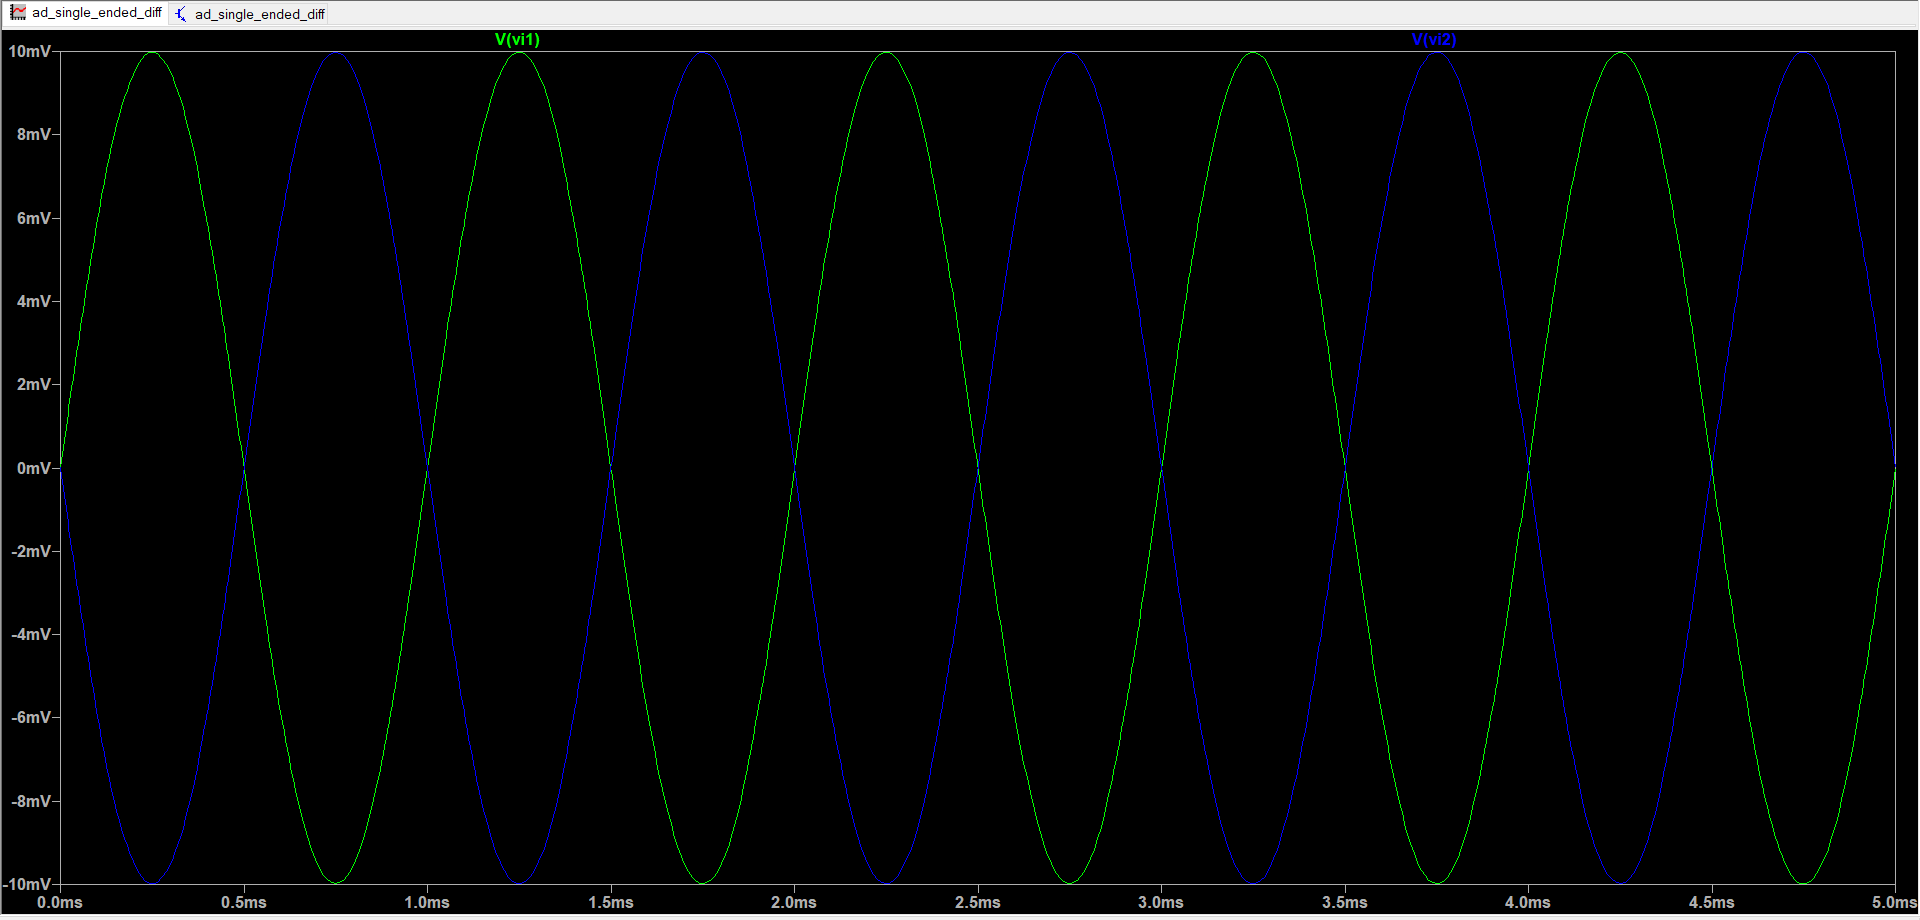 ad_single_ended_diff ad_single_ended_diff
V(vi1) V(vi2)
10mV
8mV
6mV
4mV
2mV
0mV
-2mV
-4mV
-6mV
-8mV
-10mV
0.0ms 0.5ms 1.0ms 1.5ms 2.0ms 2.5ms 3.0ms 3.5ms 4.0ms 4.5ms 5.0ms